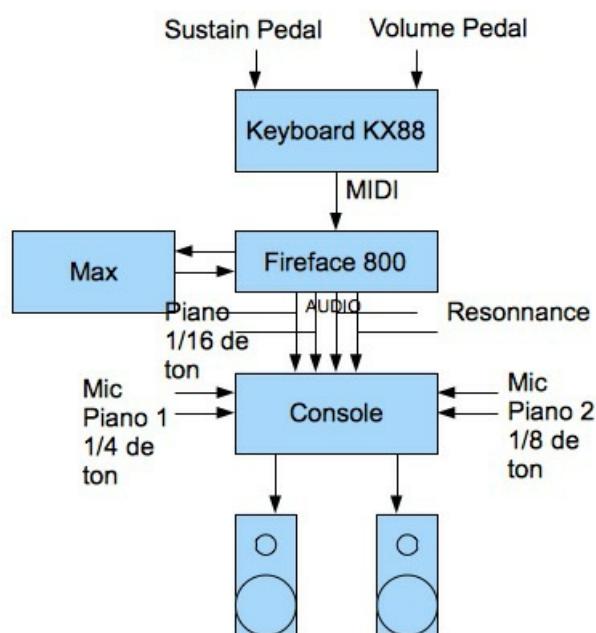 Sustain Pedal
Volume Pedal
Keyboard KX88
MIDI
Max
Fireface 800
AUDIO
Piano
1/16 de
ton
Resonnance
Mic
Piano 1
1/4 de
ton
Console
Mic
Piano 2
1/8 de
ton